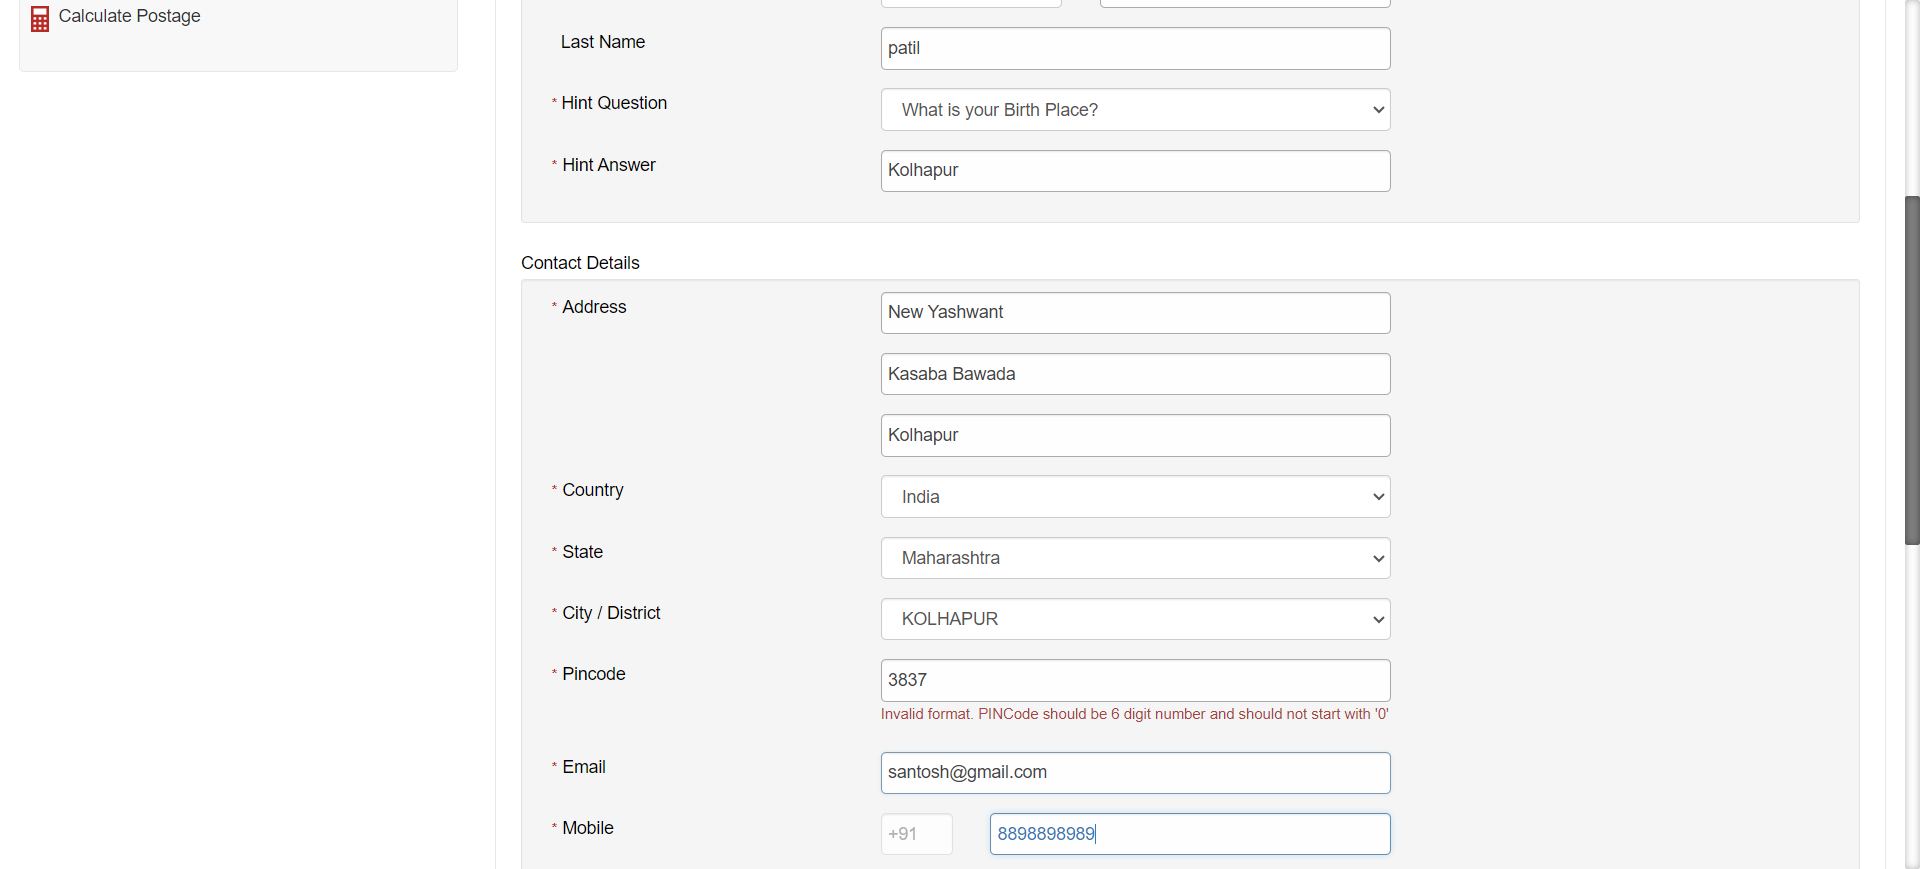 Calculate Postage
Last Name
patil
* Hint Question
What is your Birth Place?
* Hint Answer
Kolhapur
Contact Details
* Address
New Yashwant
Kasaba Bawada
Kolhapur
* Country
India
* State
Maharashtra
* City / District
KOLHAPUR
* Pincode
3837
Invalid format. PINCode should be 6 digit number and should not start with '0'
* Email
santosh@gmail.com
* Mobile
+91
8898898989